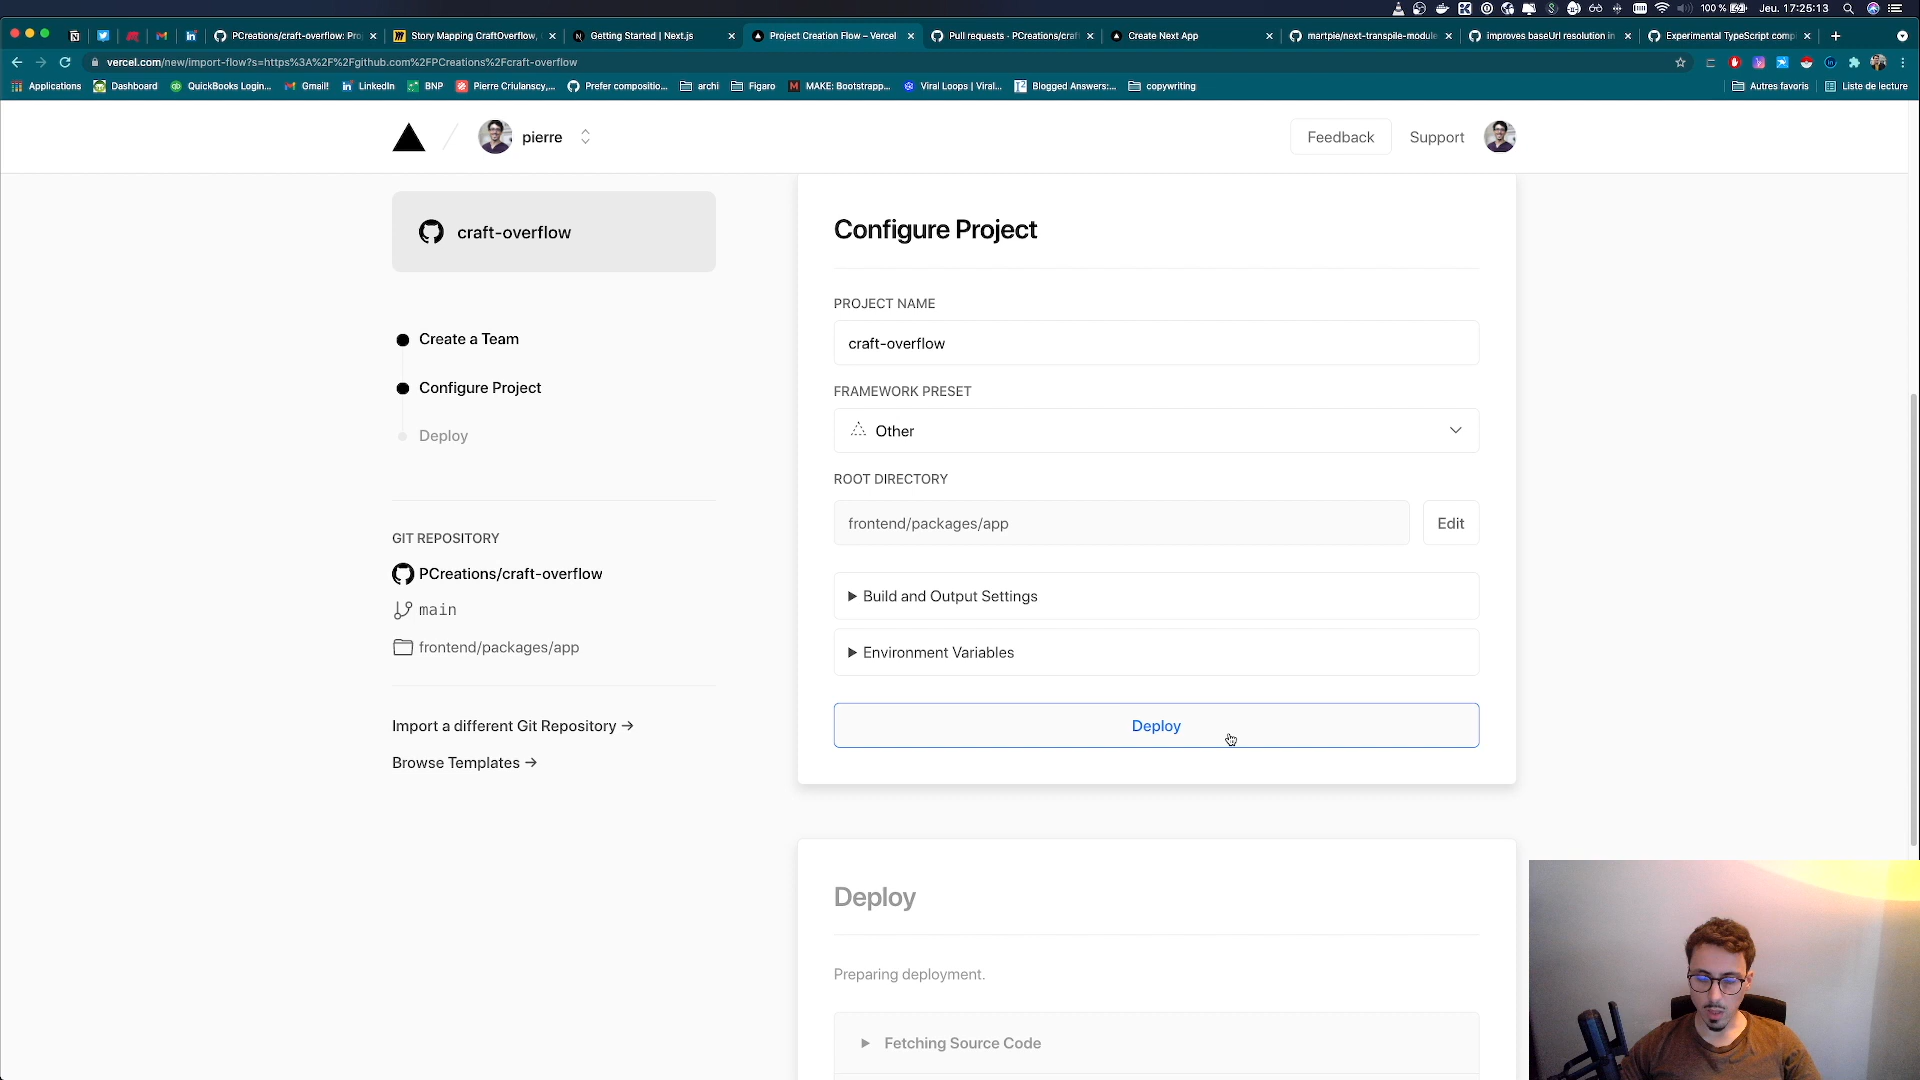 100 %
Jeu. 17:25:13
PCreations/craft-overflow: Pro
Story Mapping CraftOverflow,
Getting Started | Next.js
Project Creation Flow – Vercel
Pull requests · PCreations/craf
Create Next App
martpie/next-transpile-module
improves baseUrl resolution in
Experimental TypeScript comp
vercel.com/new/import-flow?s=https%3A%2F%2Fgithub.com%2FPCreations%2Fcraft-overflow
Applications
Dashboard
QuickBooks Login...
Gmail!
LinkedIn
BNP
Pierre Criulanscy,...
Prefer compositio...
archi
Figaro
MAKE: Bootstrapp...
Viral Loops | Viral...
Blogged Answers:...
copywriting
Autres favoris
Liste de lecture
pierre
Feedback
Support
craft-overflow
Create a Team
Configure Project
Deploy
GIT REPOSITORY
PCreations/craft-overflow
main
frontend/packages/app
Import a different Git Repository →
Browse Templates →
Configure Project
PROJECT NAME
craft-overflow
FRAMEWORK PRESET
Other
ROOT DIRECTORY
frontend/packages/app
Edit
Build and Output Settings
Environment Variables
Deploy
Deploy
Preparing deployment.
Fetching Source Code